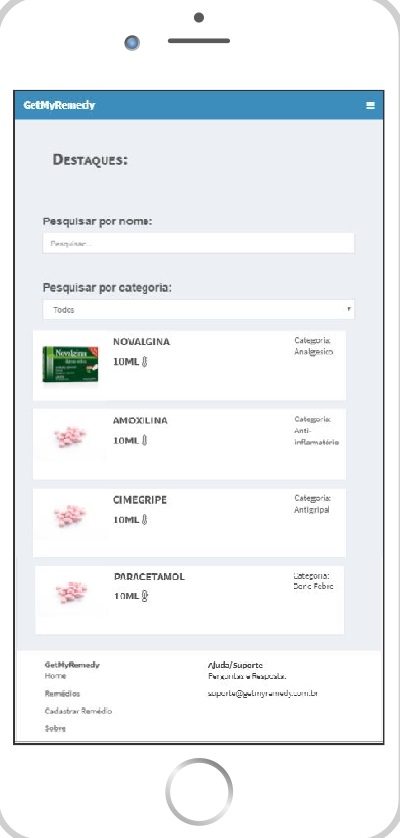 GetMyRemedy
DESTAQUES:
Pesquisar por nome:
Pesquisar...
Pesquisar por categoria:
Todos
Novalgina
NOVALGINA
10ML
Categoria:
Analgesico
AMOXILINA
10ML
Categoria:
Anti-
inflamatório
CIMEGRIPE
10ML
Categoria:
Antigripal
PARACETAMOL
10ML
Categoria:
Dor e Febre
GetMyRemedy
Home
Remédios
Cadastrar Remédio
Sobre
Ajuda/Suporte
Perguntas e Resposta.
suporte@getmyremedy.com.br